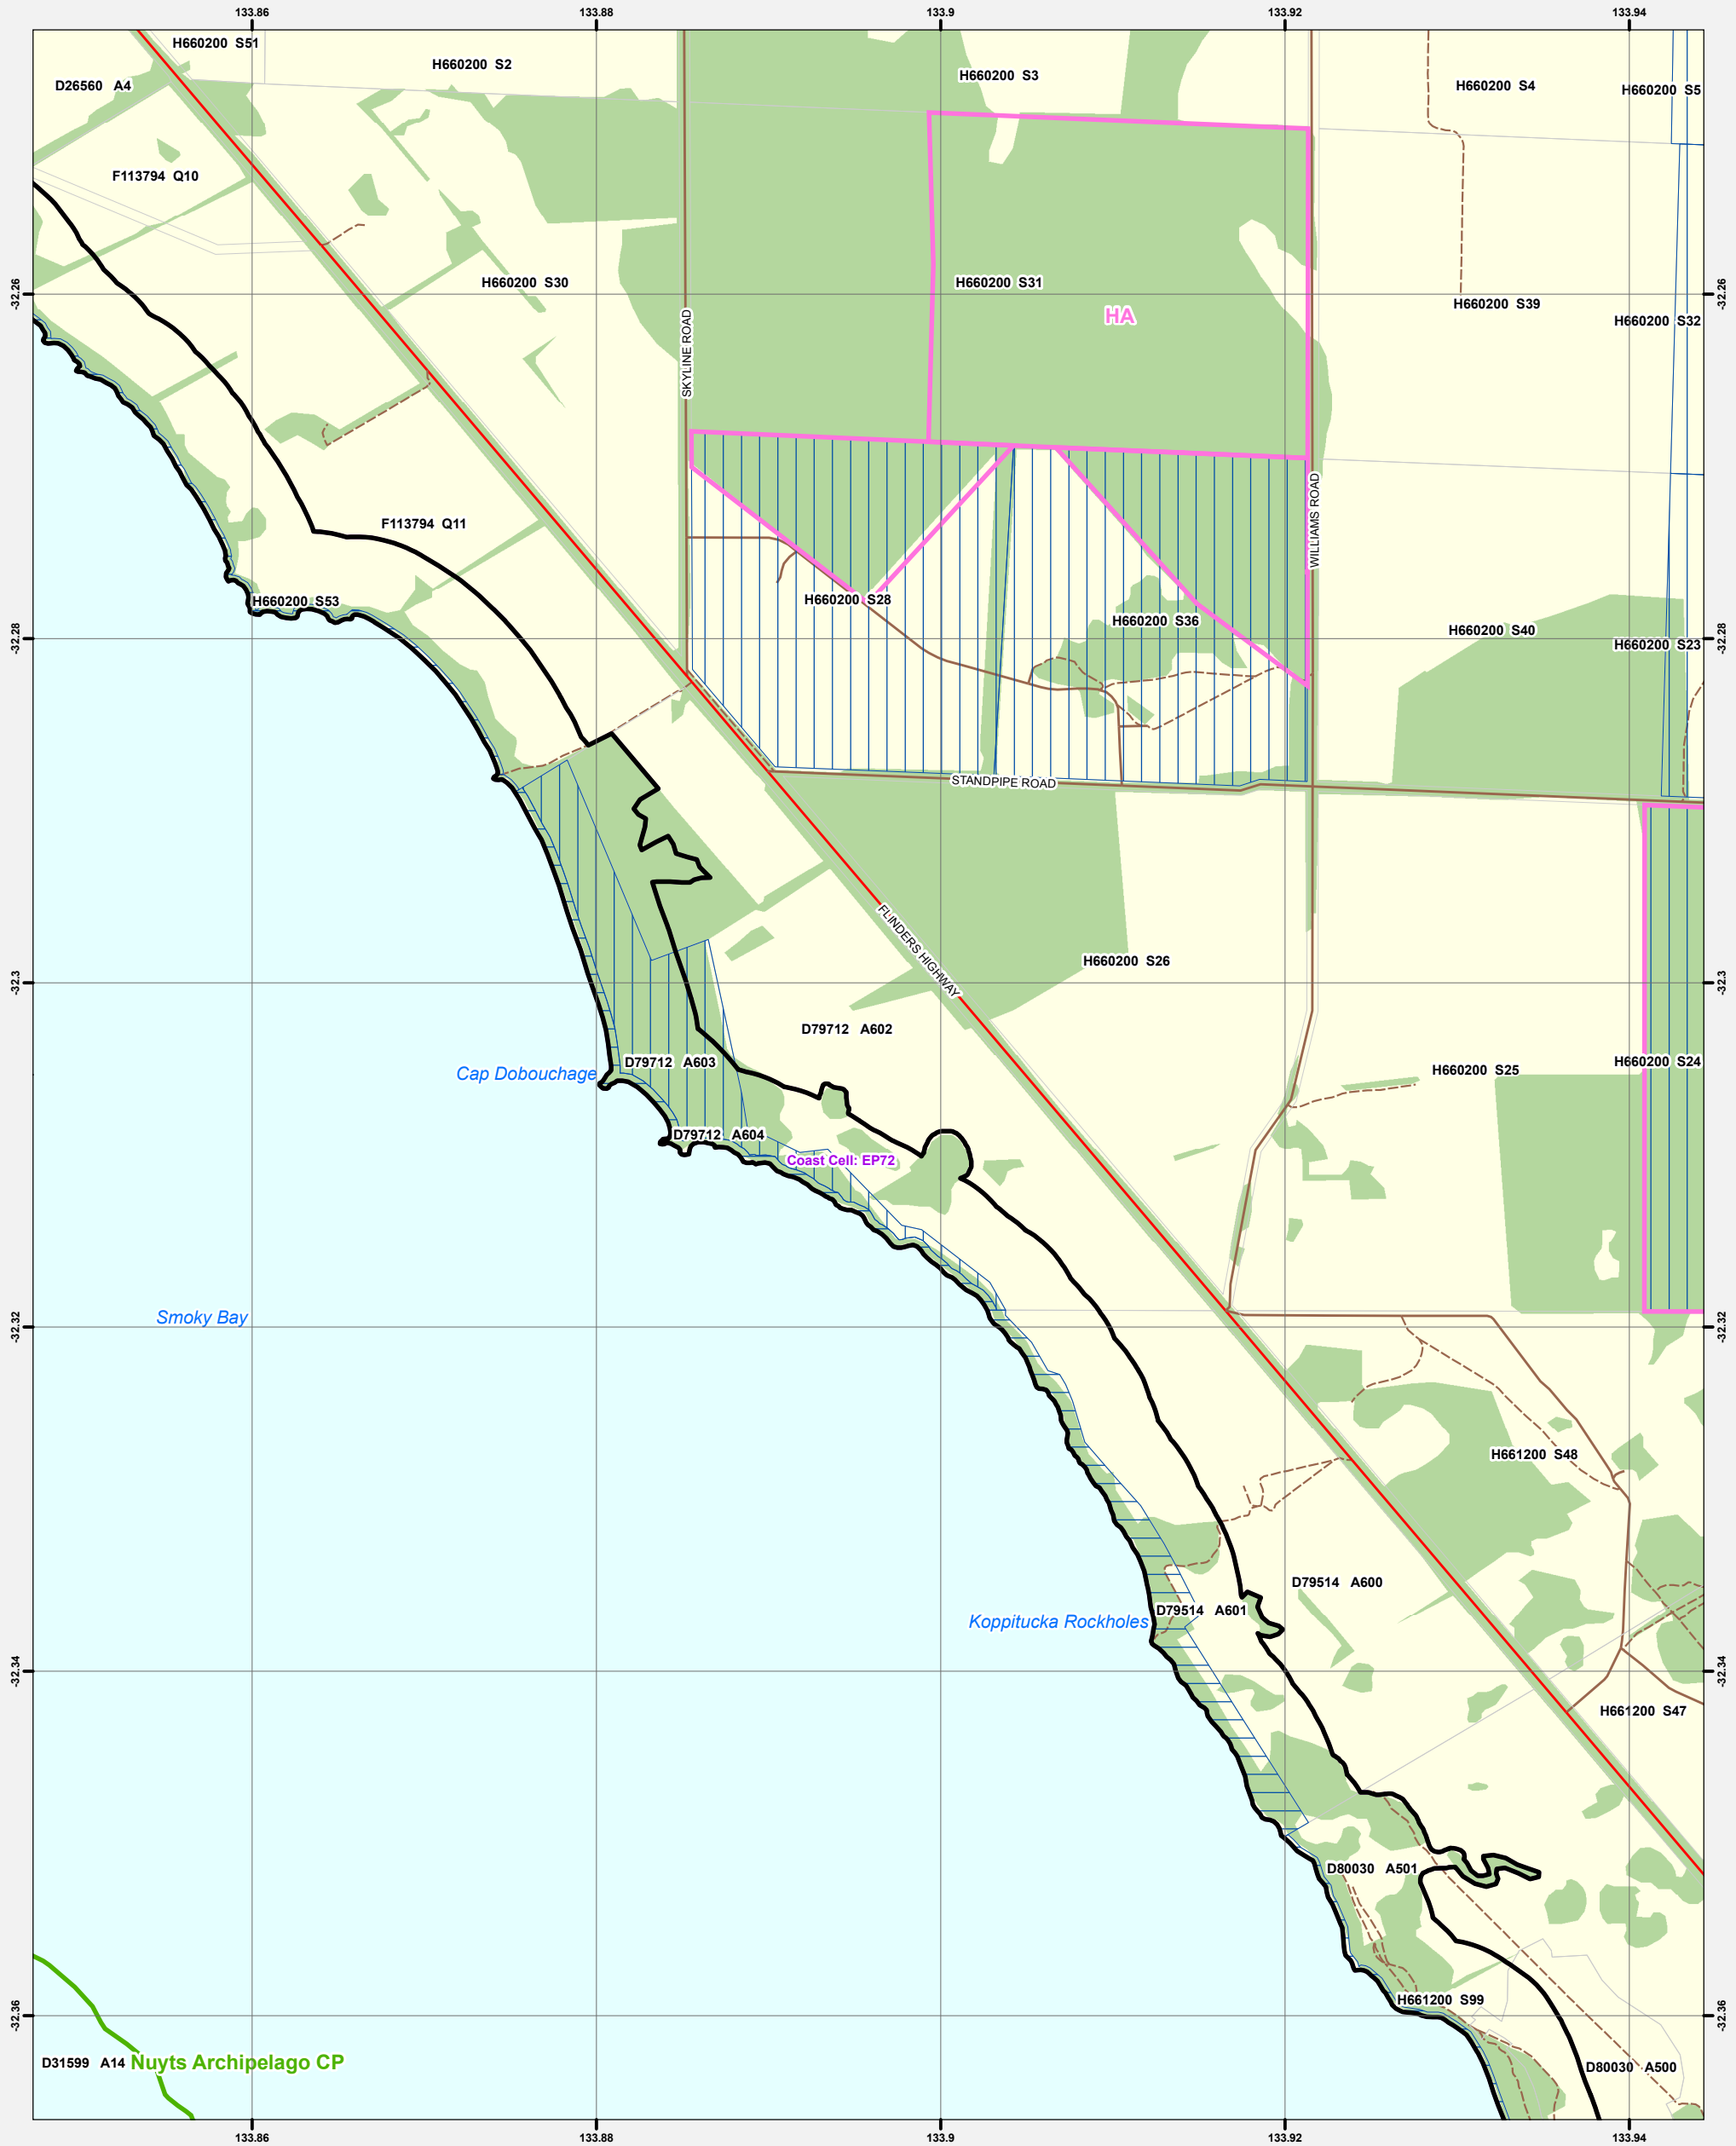 133.86 133.88 133.9 133.92 133.94
H660200 S51
H660200 S2
H660200 S3
D26560 A4
H660200 S4
H660200 S5
F113794 Q10
H660200 S30
H660200 S31
-32.26
-32.26
H660200 S39
HA
H660200 S32
SKYLINE ROAD
F113794 Q11
WILLIAMS ROAD
H660200 S53
H660200 S28
H660200 S36
H660200 S40
-32.28
-32.28
H660200 S23
STANDPIPE ROAD
FLINDERS HIGHWAY
H660200 S26
-32.3
-32.3
D79712 A602
D79712 A603
Cap Dobouchage
H660200 S25
H660200 S24
D79712 A604
Coast Cell: EP72
Smoky Bay
-32.32
-32.32
H661200 S48
D79514 A600
D79514 A601
Koppitucka Rockholes
-32.34
-32.34
H661200 S47
D80030 A501
H661200 S99
-32.36
-32.36
D31599 A14
Nuyts Archipelago CP
D80030 A500
133.86 133.88 133.9 133.92 133.94